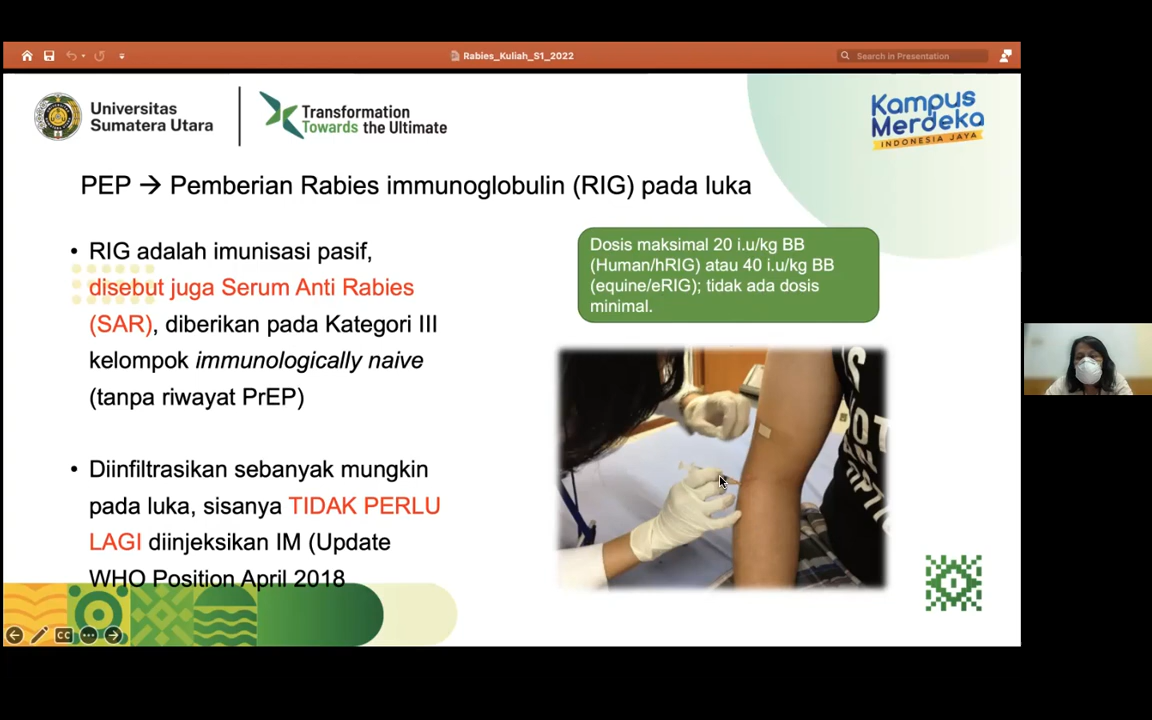 Rabies_Kuliah_S1_2022
Search in Presentation
Universitas
Sumatera Utara
Transformation
Towards the Ultimate
Kampus
Merdeka
INDONESIA JAYA
PEP → Pemberian Rabies immunoglobulin (RIG) pada luka
• RIG adalah imunisasi pasif,
disebut juga Serum Anti Rabies
(SAR), diberikan pada Kategori III
kelompok immunologically naive
(tanpa riwayat PrEP)
• Diinfiltrasikan sebanyak mungkin
pada luka, sisanya TIDAK PERLU
LAGI diinjeksikan IM (Update
WHO Position April 2018
Dosis maksimal 20 i.u/kg BB
(Human/hRIG) atau 40 i.u/kg BB
(equine/eRIG); tidak ada dosis
minimal.
CC